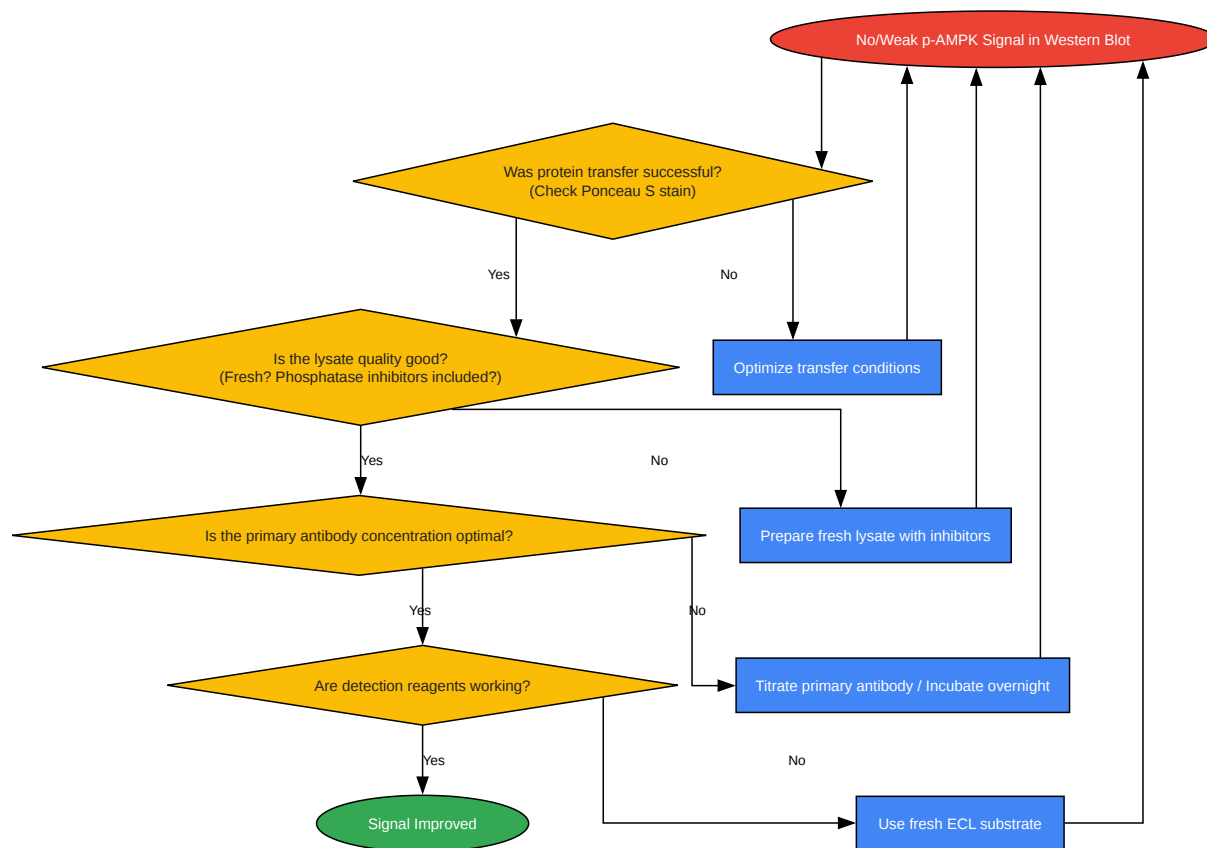 No/Weak p-AMPK Signal in Western Blot
Was protein transfer successful?
(Check Ponceau S stain)
Yes
No
Is the lysate quality good?
(Fresh? Phosphatase inhibitors included?)
Optimize transfer conditions
Yes
No
Is the primary antibody concentration optimal?
Prepare fresh lysate with inhibitors
Yes
No
Are detection reagents working?
Titrate primary antibody / Incubate overnight
Yes
No
Signal Improved
Use fresh ECL substrate